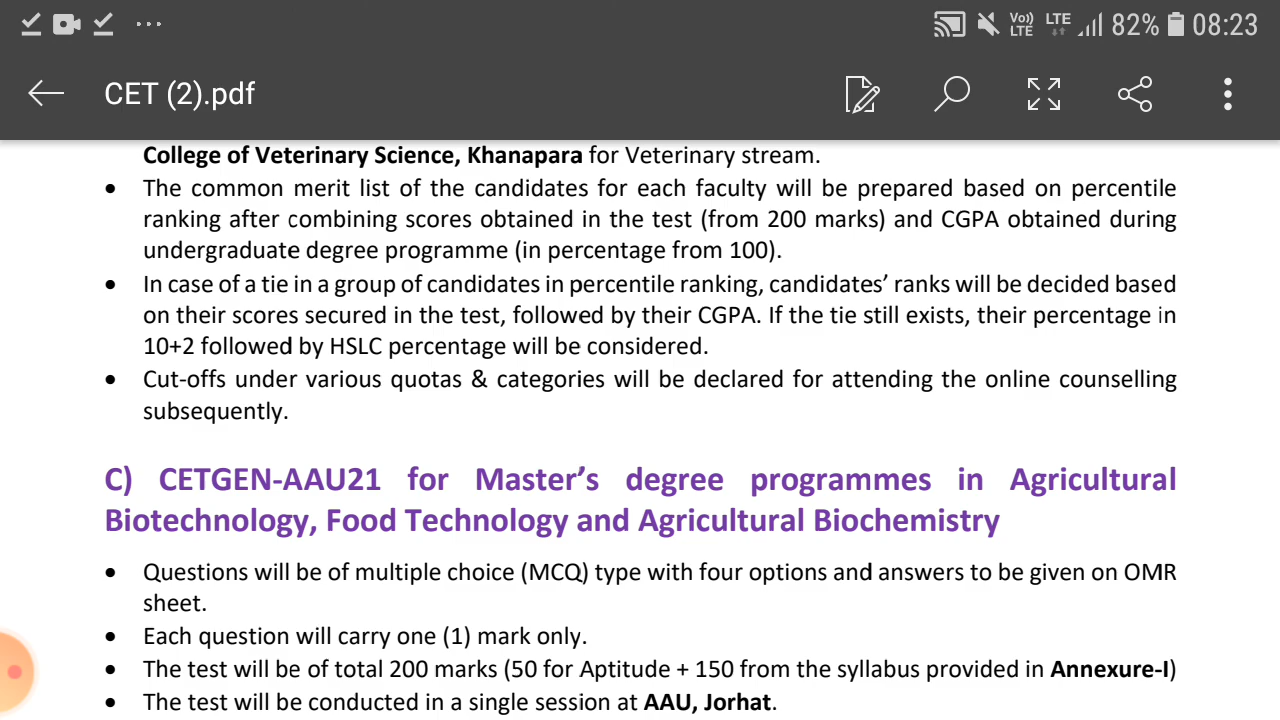 Vo)) LTE LTE 82% 08:23
CET (2).pdf
College of Veterinary Science, Khanapara for Veterinary stream.
• The common merit list of the candidates for each faculty will be prepared based on percentile
ranking after combining scores obtained in the test (from 200 marks) and CGPA obtained during
undergraduate degree programme (in percentage from 100).
• In case of a tie in a group of candidates in percentile ranking, candidates’ ranks will be decided based
on their scores secured in the test, followed by their CGPA. If the tie still exists, their percentage in
10+2 followed by HSLC percentage will be considered.
• Cut-offs under various quotas & categories will be declared for attending the online counselling
subsequently.
C) CETGEN-AAU21 for Master’s degree programmes in Agricultural
Biotechnology, Food Technology and Agricultural Biochemistry
• Questions will be of multiple choice (MCQ) type with four options and answers to be given on OMR
sheet.
• Each question will carry one (1) mark only.
• The test will be of total 200 marks (50 for Aptitude + 150 from the syllabus provided in Annexure-I)
• The test will be conducted in a single session at AAU, Jorhat.